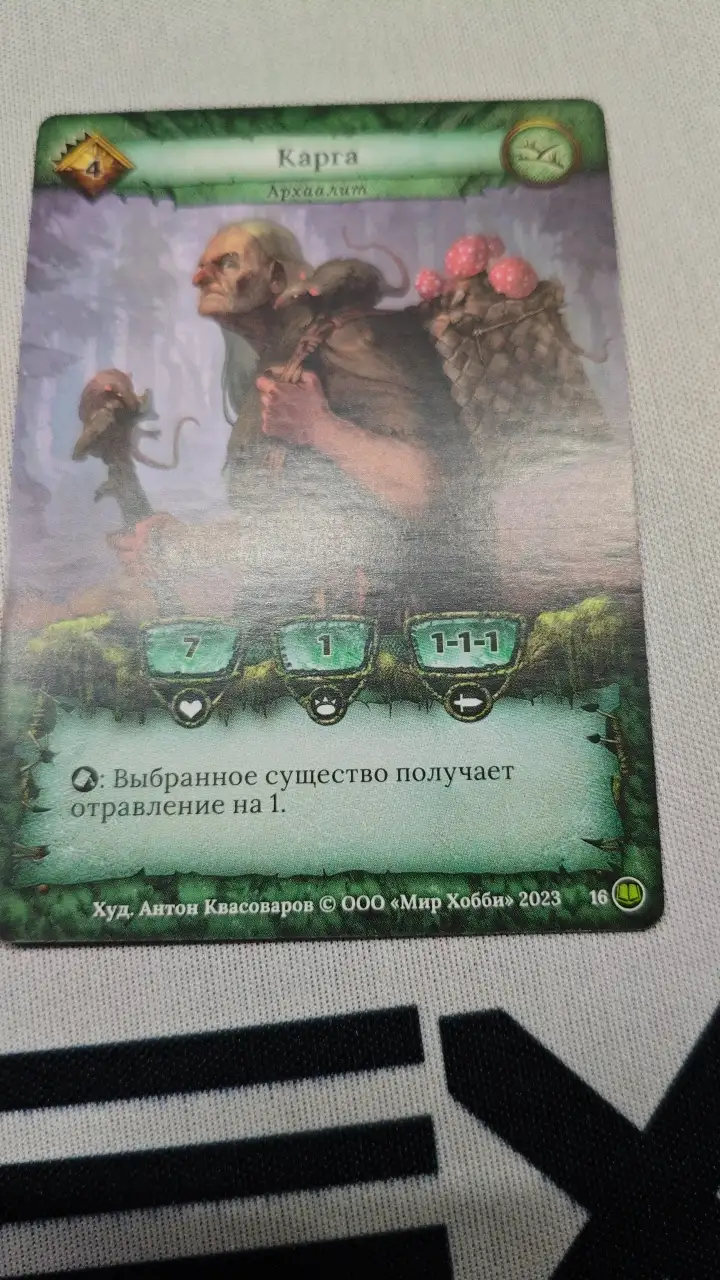 4
Карга
Архаалит
7 1 1-1-1
: Выбранное существо получает
отравление на 1.
Худ. Антон Квасоваров © ООО «Мир Хобби» 2023 16